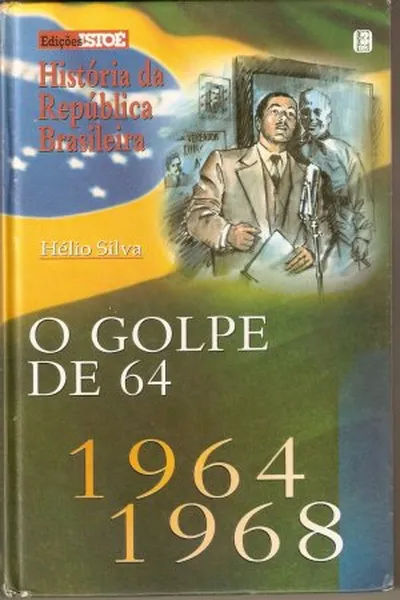 Edições ISTOÉ
História da
República
Brasileira
Hélio Silva
O GOLPE
DE 64
1964
1968